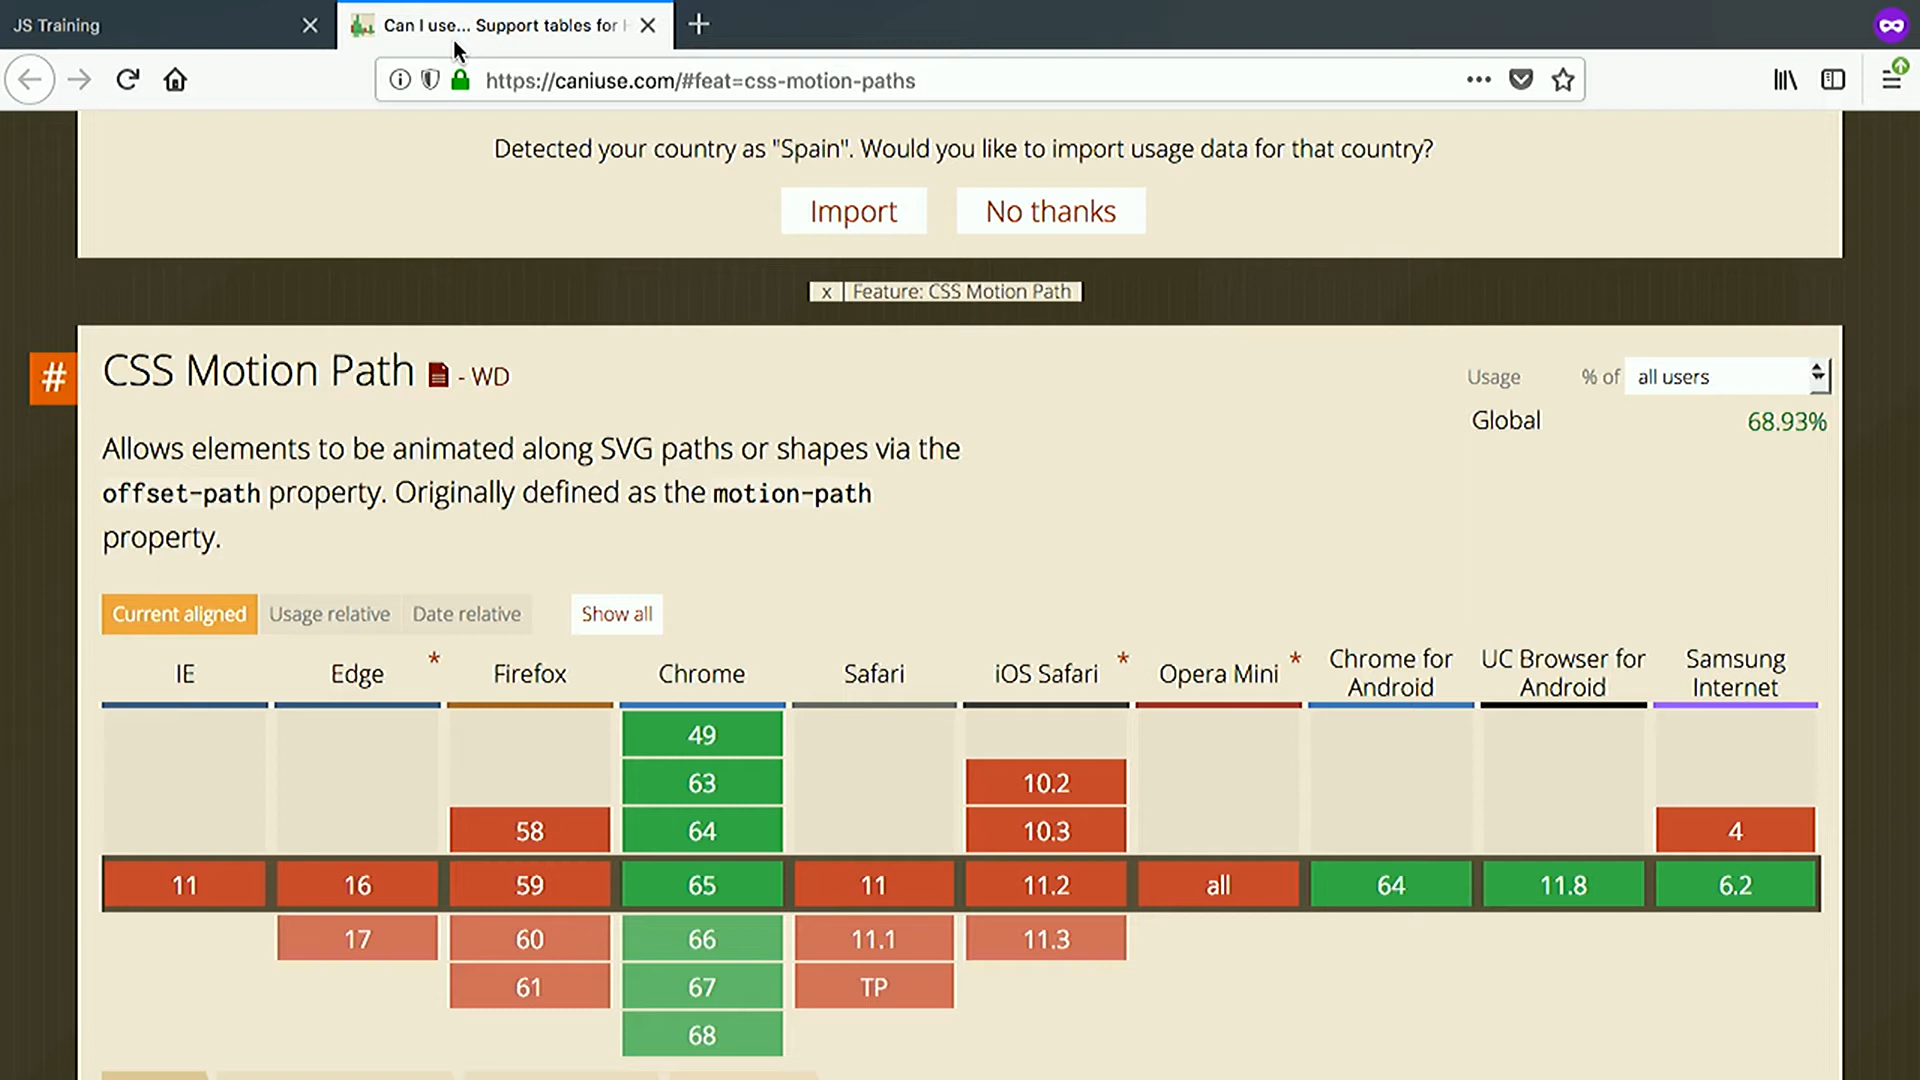 JS Training
Can I use... Support tables for
https://caniuse.com/#feat=css-motion-paths
Detected your country as "Spain". Would you like to import usage data for that country?
Import No thanks
x Feature: CSS Motion Path
# CSS Motion Path - WD
Usage % of all users
Global 68.93%
Allows elements to be animated along SVG paths or shapes via the
offset-path property. Originally defined as the motion-path
property.
Current aligned Usage relative Date relative Show all
IE Edge * Firefox Chrome Safari iOS Safari * Opera Mini * Chrome for Android UC Browser for Android Samsung Internet
49
63 10.2
58 64 10.3 4
11 16 59 65 11 11.2 all 64 11.8 6.2
17 60 66 11.1 11.3
61 67 TP
68